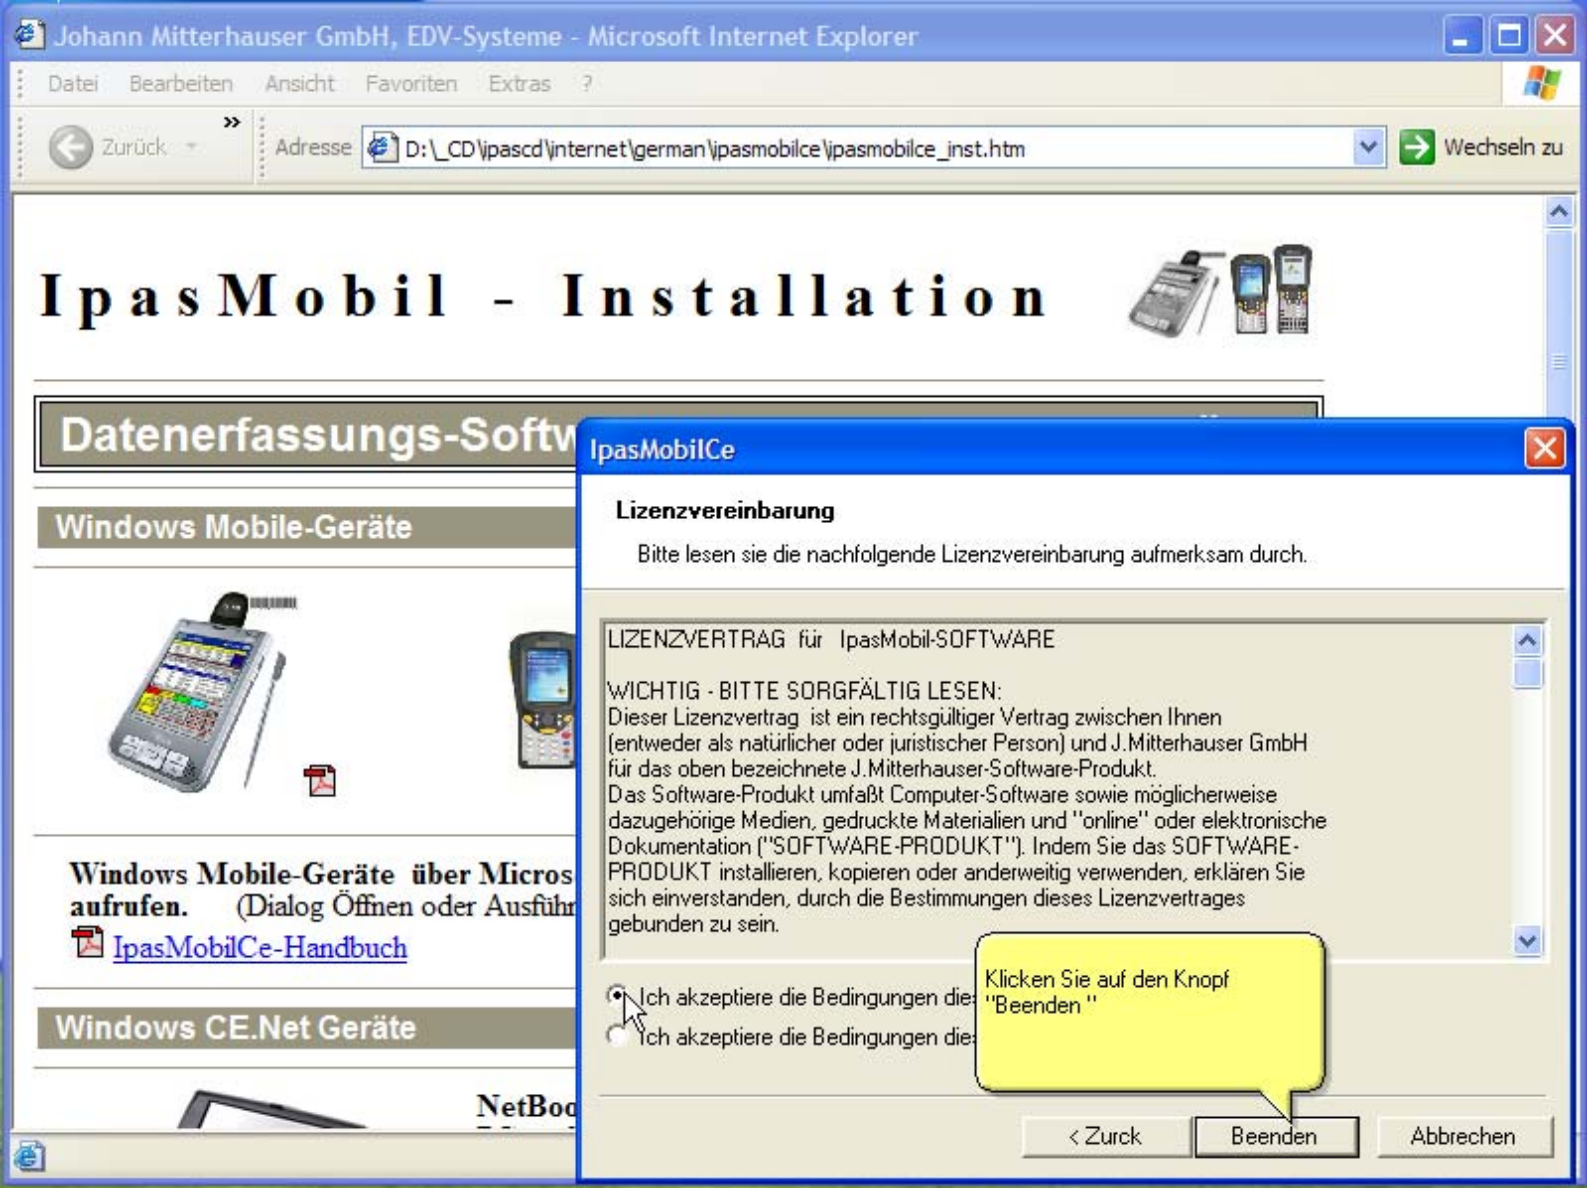 Johann Mitterhauser GmbH, EDV-Systeme - Microsoft Internet Explorer
Datei Bearbeiten Ansicht Favoriten Extras ?
Zurück » Adresse D:\_CD\ipascd\internet\german\ipasmobilce\ipasmobilce_inst.htm Wechseln zu
IpasMobil - Installation
Datenerfassungs-Softw
Windows Mobile-Geräte
Windows Mobile-Geräte über Micros
aufrufen. (Dialog Öffnen oder Ausführ
IpasMobilCe-Handbuch
Windows CE.Net Geräte
NetBoo
IpasMobilCe
Lizenzvereinbarung
Bitte lesen sie die nachfolgende Lizenzvereinbarung aufmerksam durch.
LIZENZVERTRAG für IpasMobil-SOFTWARE
WICHTIG - BITTE SORGFÄLTIG LESEN:
Dieser Lizenzvertrag ist ein rechtsgültiger Vertrag zwischen Ihnen
(entweder als natürlicher oder juristischer Person) und J.Mitterhauser GmbH
für das oben bezeichnete J.Mitterhauser-Software-Produkt.
Das Software-Produkt umfaßt Computer-Software sowie möglicherweise
dazugehörige Medien, gedruckte Materialien und "online" oder elektronische
Dokumentation ("SOFTWARE-PRODUKT"). Indem Sie das SOFTWARE-
PRODUKT installieren, kopieren oder anderweitig verwenden, erklären Sie
sich einverstanden, durch die Bestimmungen dieses Lizenzvertrages
gebunden zu sein.
Ich akzeptiere die Bedingungen die
Ich akzeptiere die Bedingungen die
Klicken Sie auf den Knopf
"Beenden "
< Zurck Beenden Abbrechen